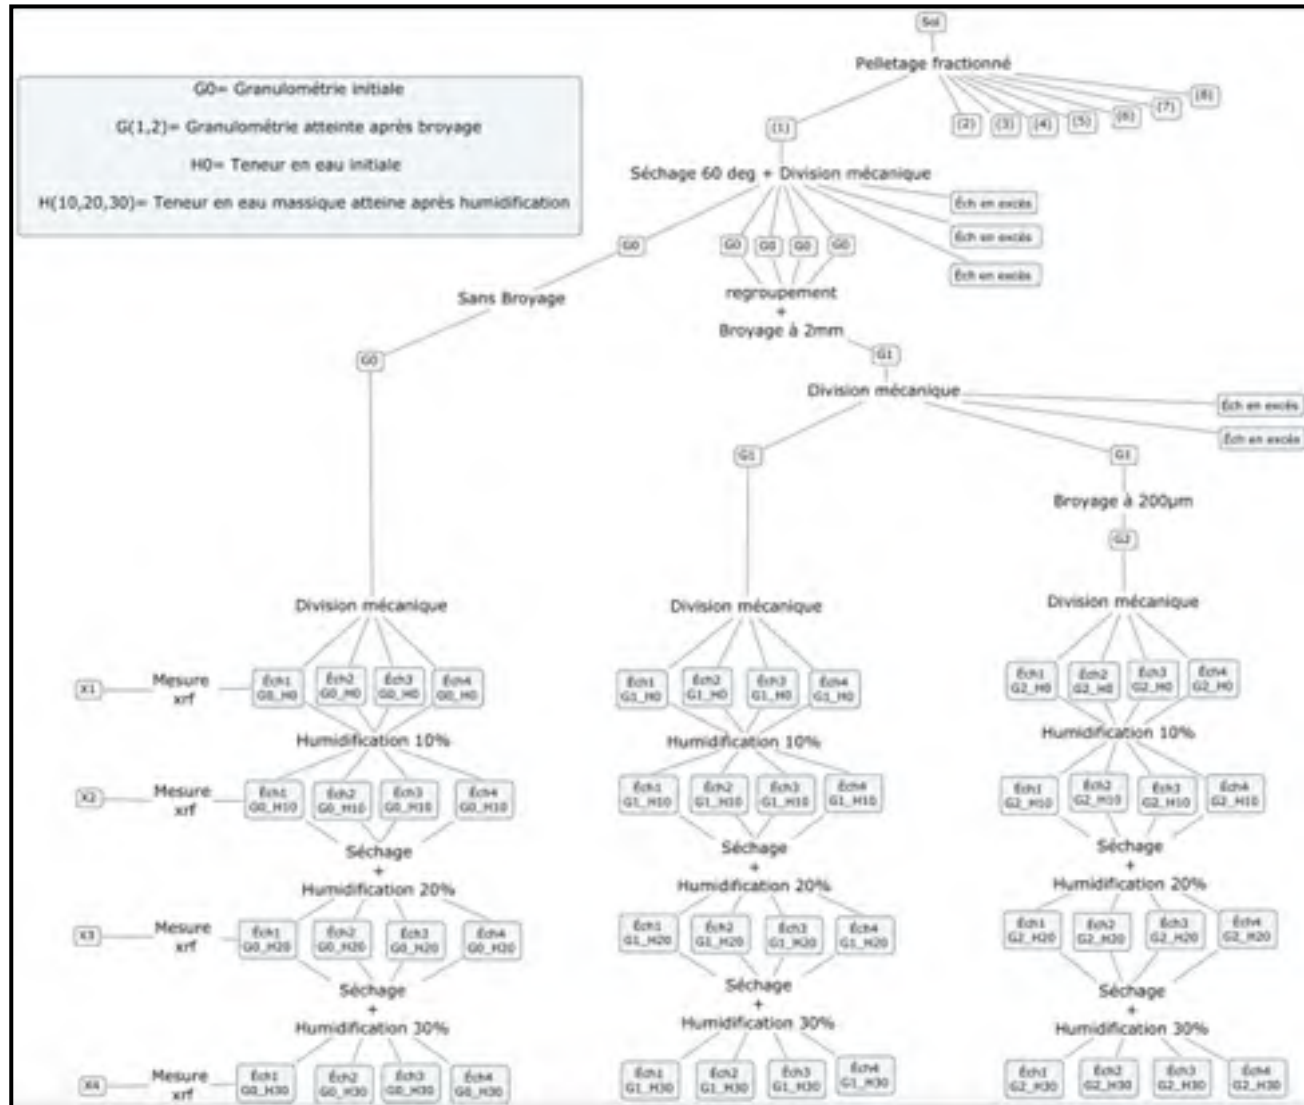 Sol
Pelletage fractionné
G0= Granulométrie initiale
G(1,2)= Granulométrie atteinte après broyage
H0= Teneur en eau initiale
H(10,20,30)= Teneur en eau massique atteine après humidification
(1) (2) (3) (4) (5) (6) (7) (8)
Séchage 60 deg + Division mécanique
Éch en excés
Éch en excés
Éch en excés
G0 G0 G0 G0 G0
Sans Broyage
regroupement
+
Broyage à 2mm
G0
G1
Division mécanique
Éch en excés
Éch en excés
G1 G1
Broyage à 200µm
G2
Division mécanique Division mécanique Division mécanique
X1 Mesure xrf
Éch1 Éch2 Éch3 Éch4 Éch1 Éch2 Éch3 Éch4 Éch1 Éch2 Éch3 Éch4
G0_H0 G0_H0 G0_H0 G0_H0 G1_H0 G1_H0 G1_H0 G1_H0 G2_H0 G2_H0 G2_H0 G2_H0
Humidification 10% Humidification 10% Humidification 10%
X2 Mesure xrf
Éch1 Éch2 Éch3 Éch4 Éch1 Éch2 Éch3 Éch4 Éch1 Éch2 Éch3 Éch4
G0_H10 G0_H10 G0_H10 G0_H10 G1_H10 G1_H10 G1_H10 G1_H10 G2_H10 G2_H10 G2_H10 G2_H10
Séchage Séchage Séchage
+ + +
Humidification 20% Humidification 20% Humidification 20%
X3 Mesure xrf
Éch1 Éch2 Éch3 Éch4 Éch1 Éch2 Éch3 Éch4 Éch1 Éch2 Éch3 Éch4
G0_H20 G0_H20 G0_H20 G0_H20 G1_H20 G1_H20 G1_H20 G1_H20 G2_H20 G2_H20 G2_H20 G2_H20
Séchage Séchage Séchage
+ + +
Humidification 30% Humidification 30% Humidification 30%
X4 Mesure xrf
Éch1 Éch2 Éch3 Éch4 Éch1 Éch2 Éch3 Éch4 Éch1 Éch2 Éch3 Éch4
G0_H30 G0_H30 G0_H30 G0_H30 G1_H30 G1_H30 G1_H30 G1_H30 G2_H30 G2_H30 G2_H30 G2_H30